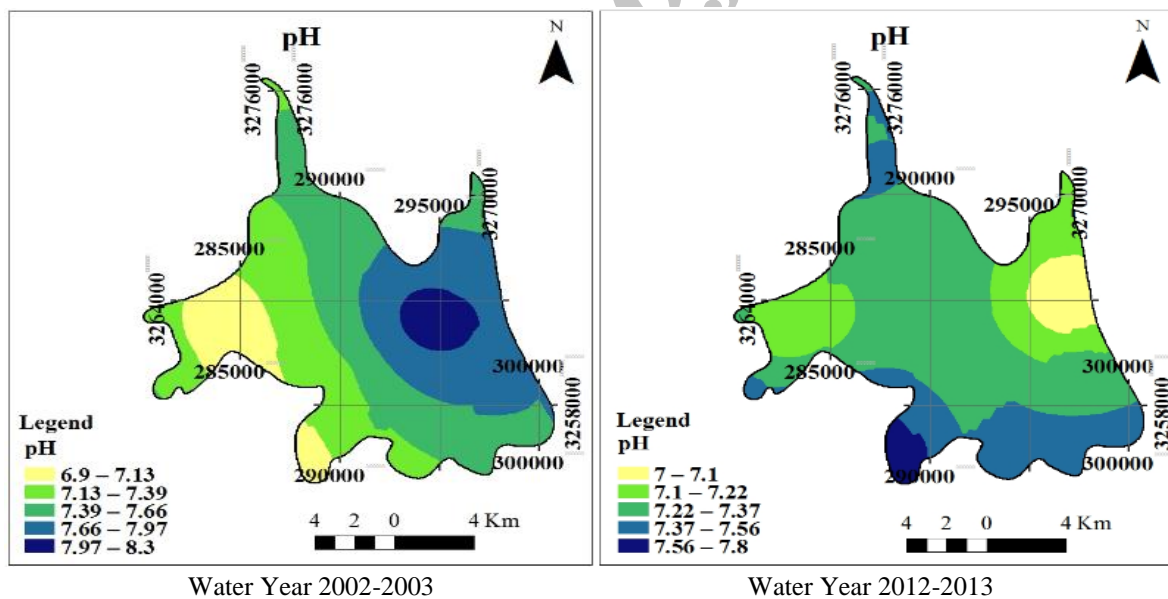 pH
N
3276000
3276000
290000
295000
3270000
285000
3264000
285000
300000
3258000
290000
300000
Legend
pH
6.9 – 7.13
7.13 – 7.39
7.39 – 7.66
7.66 – 7.97
7.97 – 8.3
4 2 0 4 Km
Water Year 2002-2003
pH
N
3276000
3276000
290000
295000
3270000
285000
3264000
285000
300000
3258000
290000
300000
Legend
pH
7 – 7.1
7.1 – 7.22
7.22 – 7.37
7.37 – 7.56
7.56 – 7.8
4 2 0 4 Km
Water Year 2012-2013